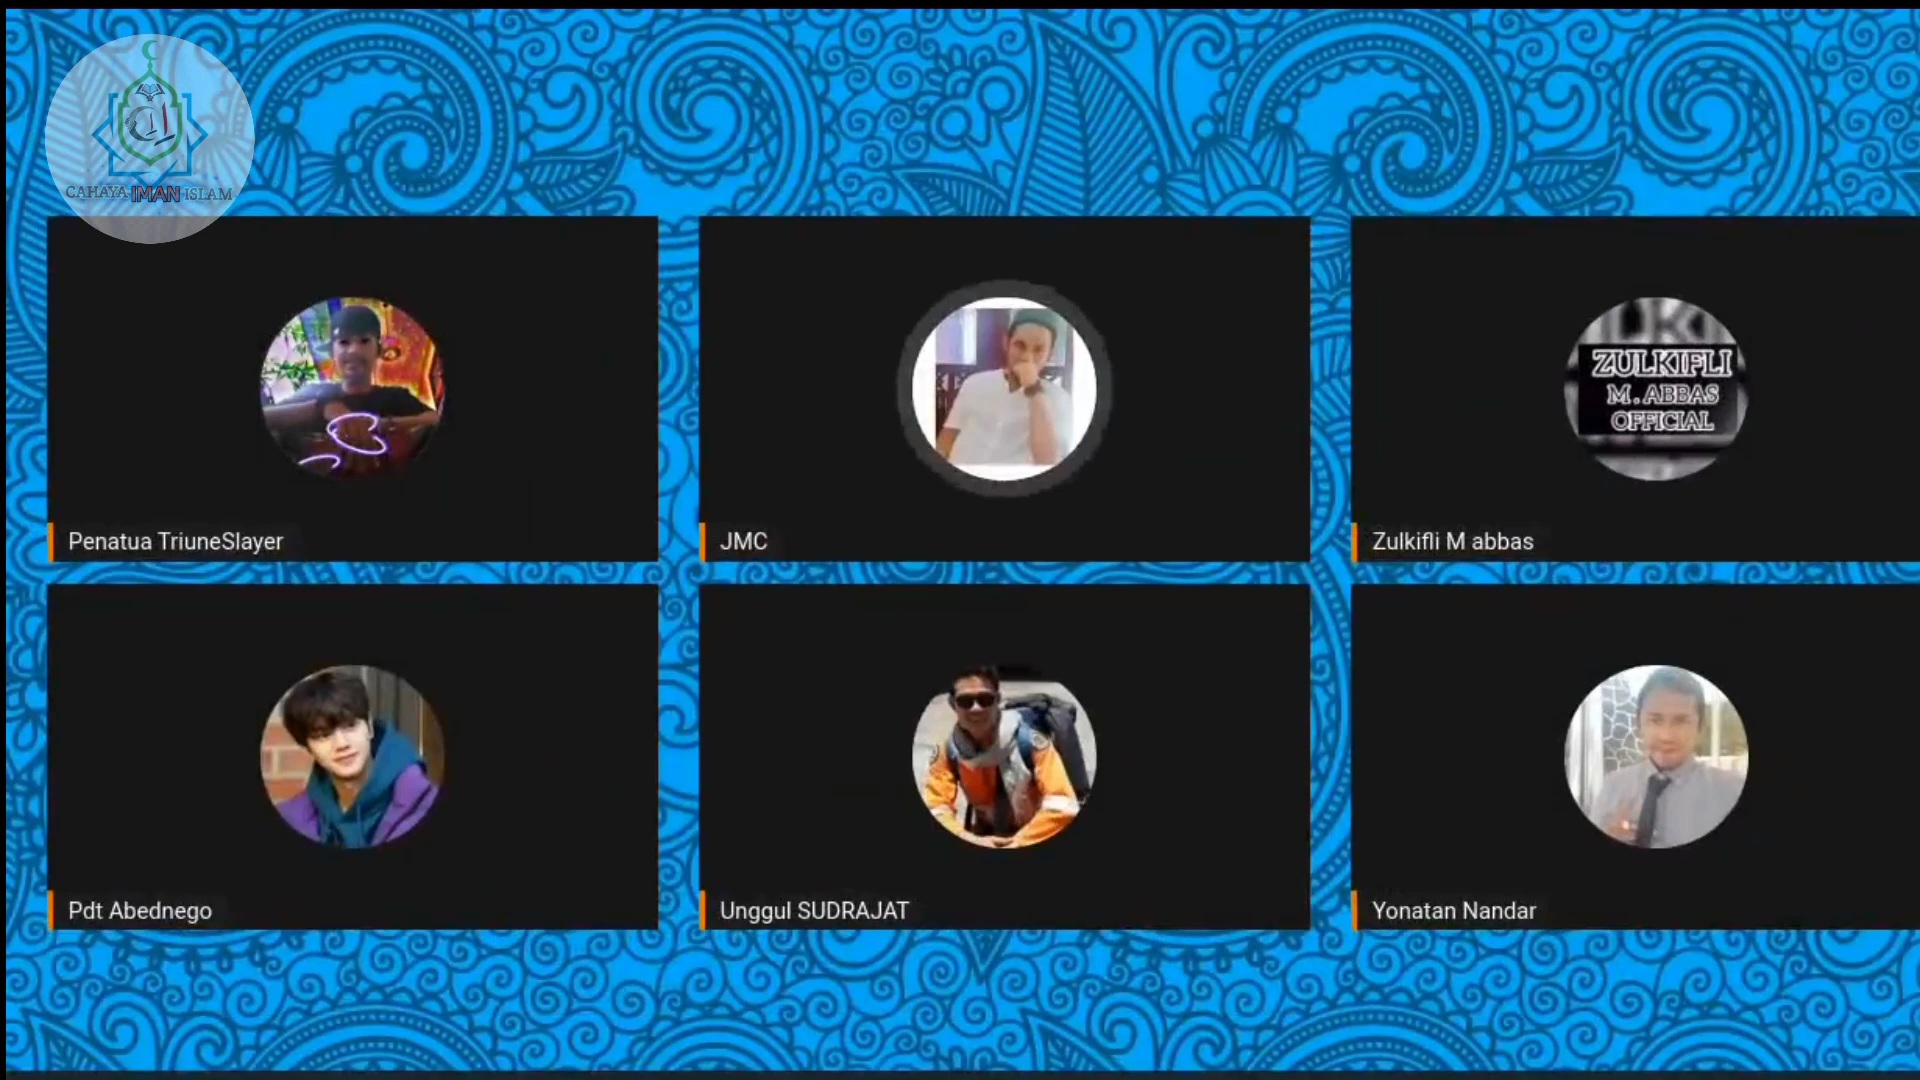 CAHAYA IMAN ISLAM
ZULKIFLI
M. ABBAS
OFFICIAL
Penatua TriuneSlayer
JMC
Zulkifli M abbas
Pdt Abednego
Unggul SUDRAJAT
Yonatan Nandar